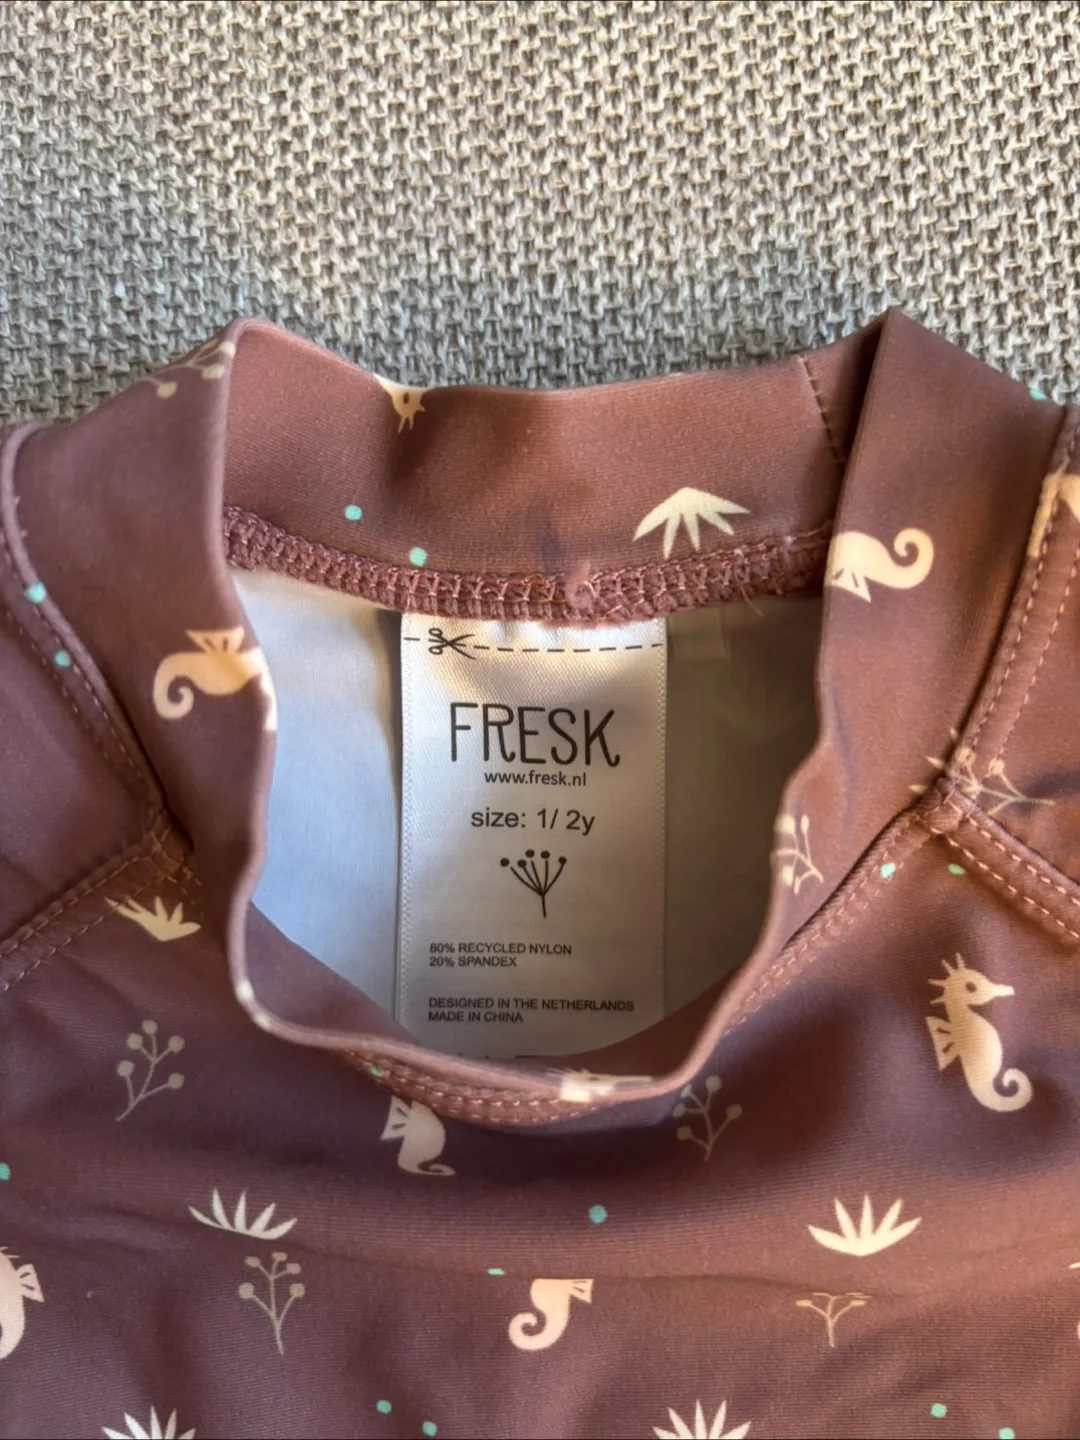 FRESK
www.fresk.nl
size: 1/ 2y
80% RECYCLED NYLON
20% SPANDEX
DESIGNED IN THE NETHERLANDS
MADE IN CHINA